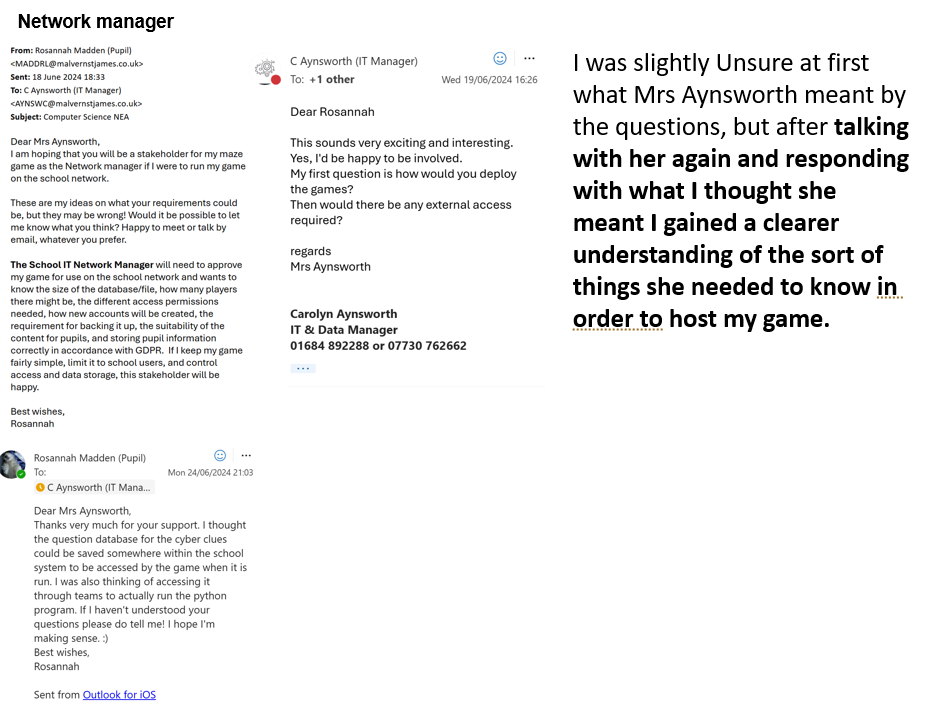 Network manager
From: Rosannah Madden (Pupil)
<MADDRL@malvernstjames.co.uk>
Sent: 18 June 2024 18:33
To: C Aynsworth (IT Manager)
<AYNSWC@malvernstjames.co.uk>
Subject: Computer Science NEA
Dear Mrs Aynsworth,
I am hoping that you will be a stakeholder for my maze
game as the Network manager if I were to run my game
on the school network.
These are my ideas on what your requirements could
be, but they may be wrong! Would it be possible to let
me know what you think? Happy to meet or talk by
email, whatever you prefer.
The School IT Network Manager will need to approve
my game for use on the school network and wants to
know the size of the database/file, how many players
there might be, the different access permissions
needed, how new accounts will be created, the
requirement for backing it up, the suitability of the
content for pupils, and storing pupil information
correctly in accordance with GDPR.  If I keep my game
fairly simple, limit it to school users, and control
access and data storage, this stakeholder will be
happy.
Best wishes,
Rosannah
C Aynsworth (IT Manager)
To: +1 other
Wed 19/06/2024 16:26
Dear Rosannah
This sounds very exciting and interesting.
Yes, I'd be happy to be involved.
My first question is how would you deploy
the games?
Then would there be any external access
required?
regards
Mrs Aynsworth
Carolyn Aynsworth
IT & Data Manager
01684 892288 or 07730 762662
I was slightly Unsure at first
what Mrs Aynsworth meant by
the questions, but after talking
with her again and responding
with what I thought she
meant I gained a clearer
understanding of the sort of
things she needed to know in
order to host my game.
Rosannah Madden (Pupil)
To:
Mon 24/06/2024 21:03
C Aynsworth (IT Mana...
Dear Mrs Aynsworth,
Thanks very much for your support. I thought
the question database for the cyber clues
could be saved somewhere within the school
system to be accessed by the game when it is
run. I was also thinking of accessing it
through teams to actually run the python
program. If I haven't understood your
questions please do tell me! I hope I'm
making sense. :)
Best wishes,
Rosannah
Sent from Outlook for iOS